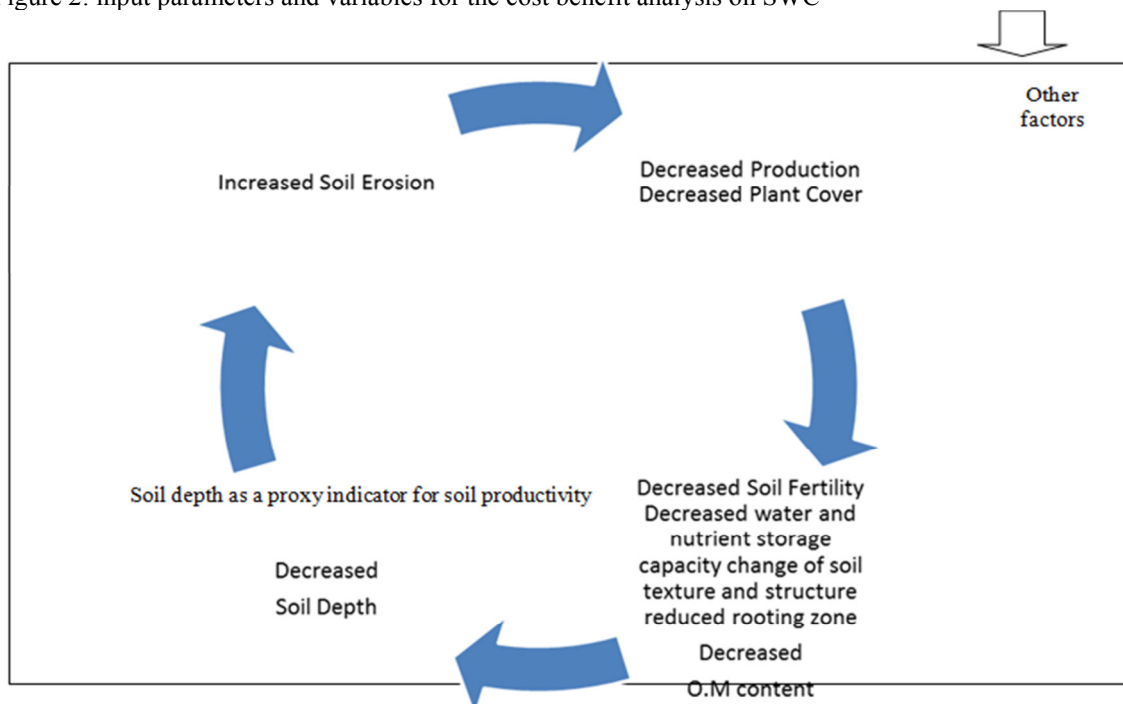 Figure 2: Input parameters and variables for the cost benefit analysis on SWC
Other
factors
Increased Soil Erosion
Decreased Production
Decreased Plant Cover
Decreased Soil Fertility
Decreased water and
nutrient storage
capacity change of soil
texture and structure
reduced rooting zone
Decreased
O.M content
Soil depth as a proxy indicator for soil productivity
Decreased
Soil Depth